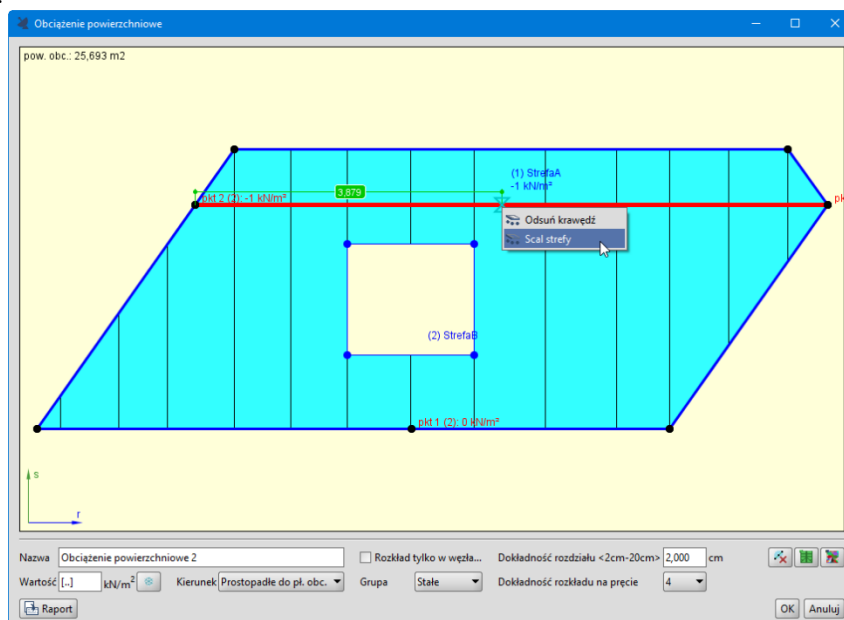 Obciążenie powierzchniowe
pow. obc.: 25,693 m2
(1) StrefaA
-1 kN/m²
3,879
pkt 2 (2): -1 kN/m²
pk
Odsuń krawędź
Scal strefy
(2) StrefaB
pkt 1 (2): 0 kN/m²
s
r
Nazwa Obciążenie powierzchniowe 2 Rozkład tylko w węzła... Dokładność rozdziału <2cm-20cm> 2,000 cm
Wartość [..] kN/m² Kierunek Prostopadłe do pł. obc. Grupa Stałe Dokładność rozkładu na pręcie 4
Raport OK Anuluj